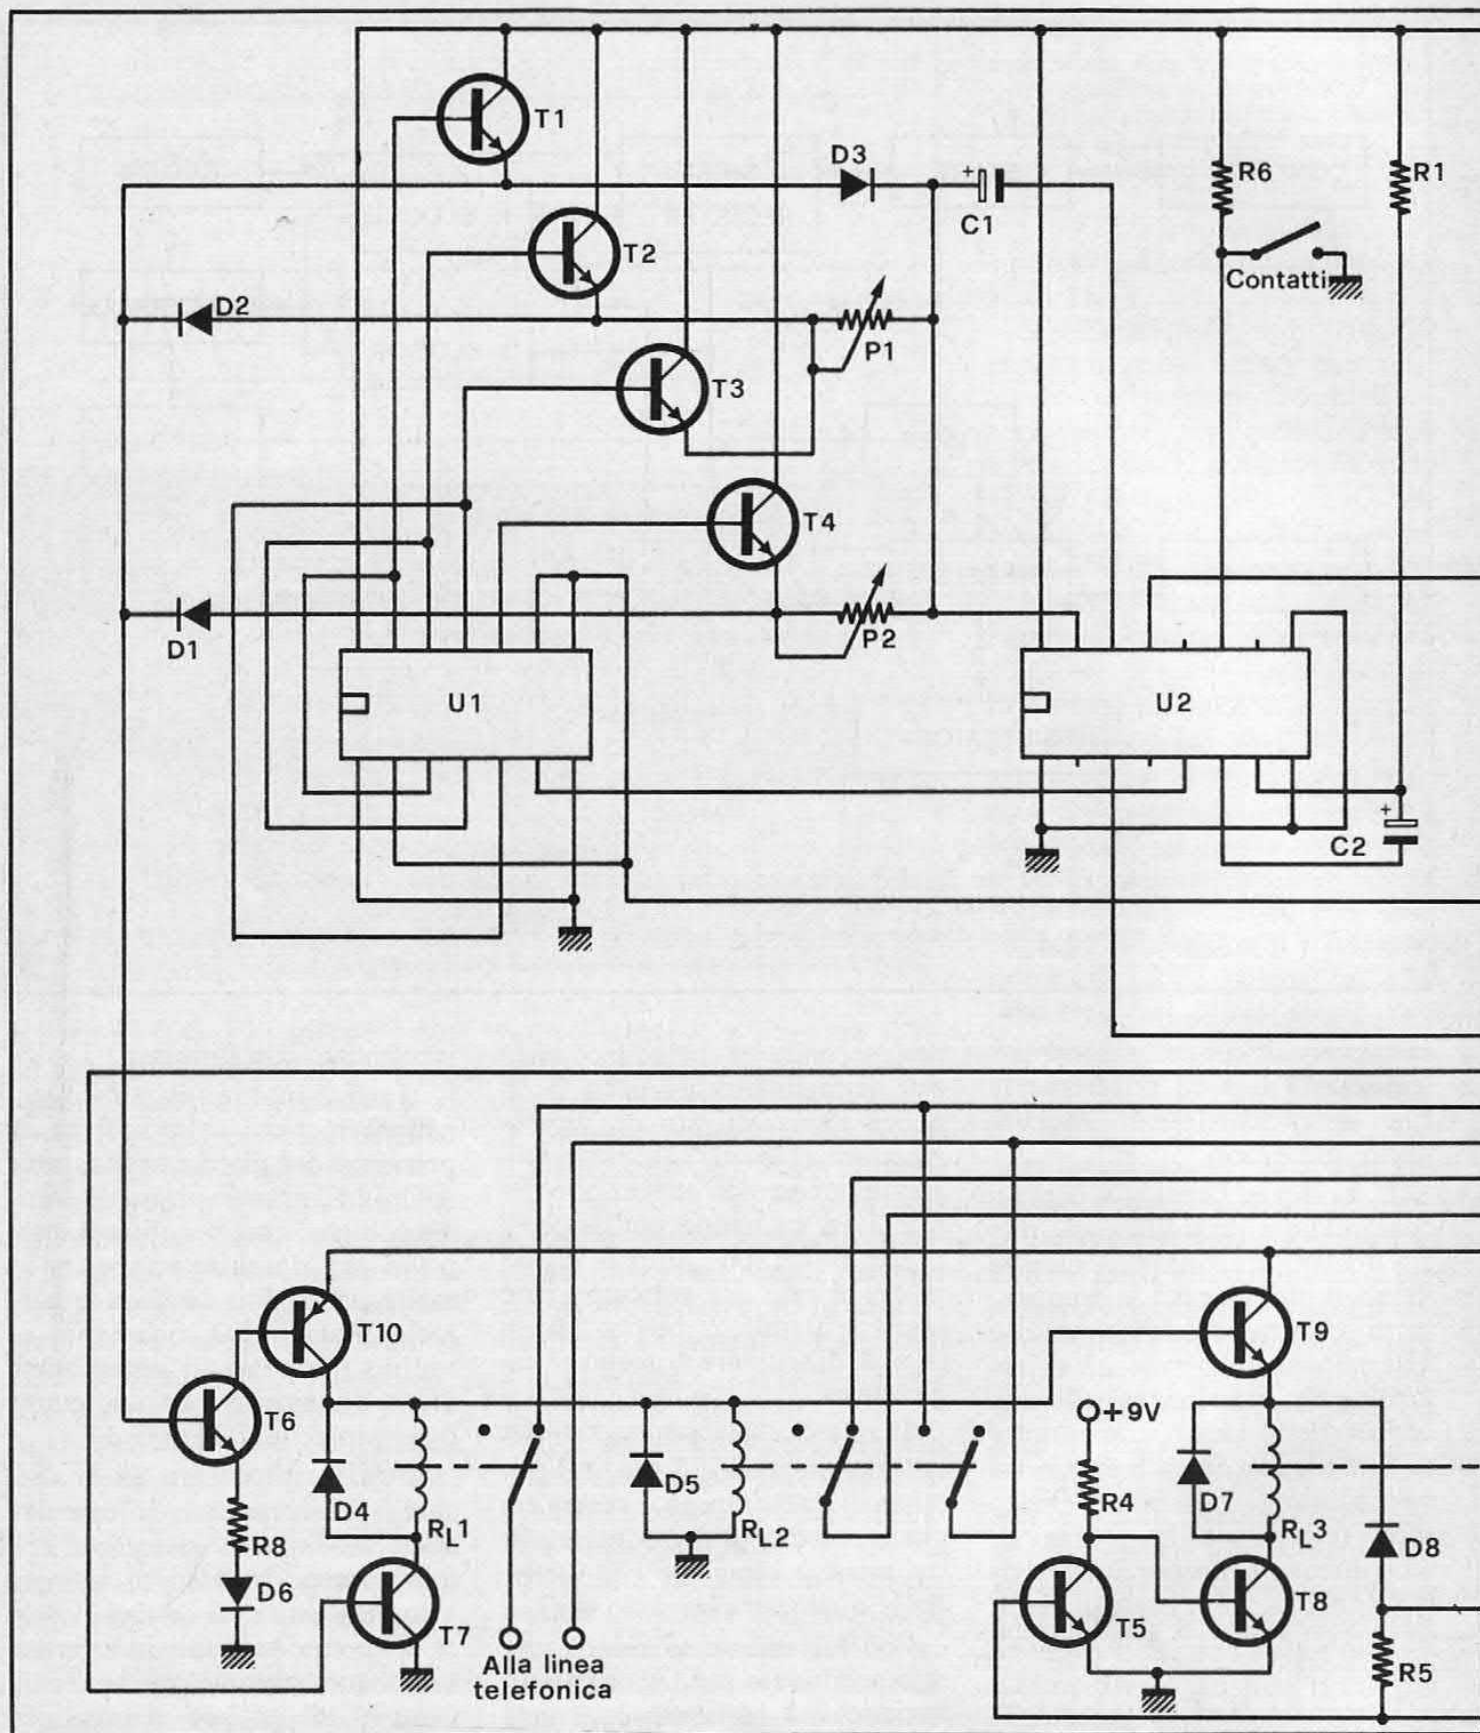 T1
D3
R6
R1
+
C1
T2
Contatti
D2
P1
T3
T4
D1
P2
U1
U2
+
C2
T10
T9
T6
+9V
D4
D5
R4
D7
RL1
RL2
RL3
R8
D8
D6
T7
T5
T8
R5
Alla linea
telefonica